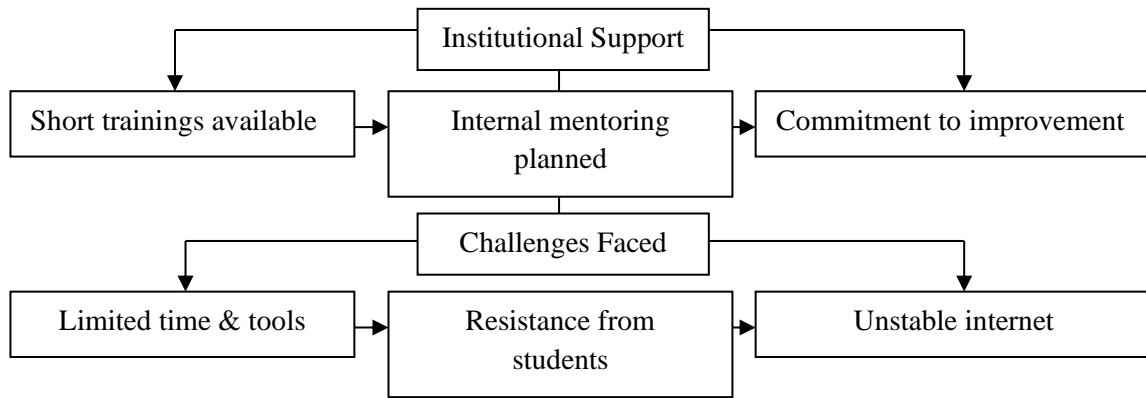 Institutional Support
Short trainings available
Internal mentoring
planned
Commitment to improvement
Challenges Faced
Limited time & tools
Resistance from
students
Unstable internet